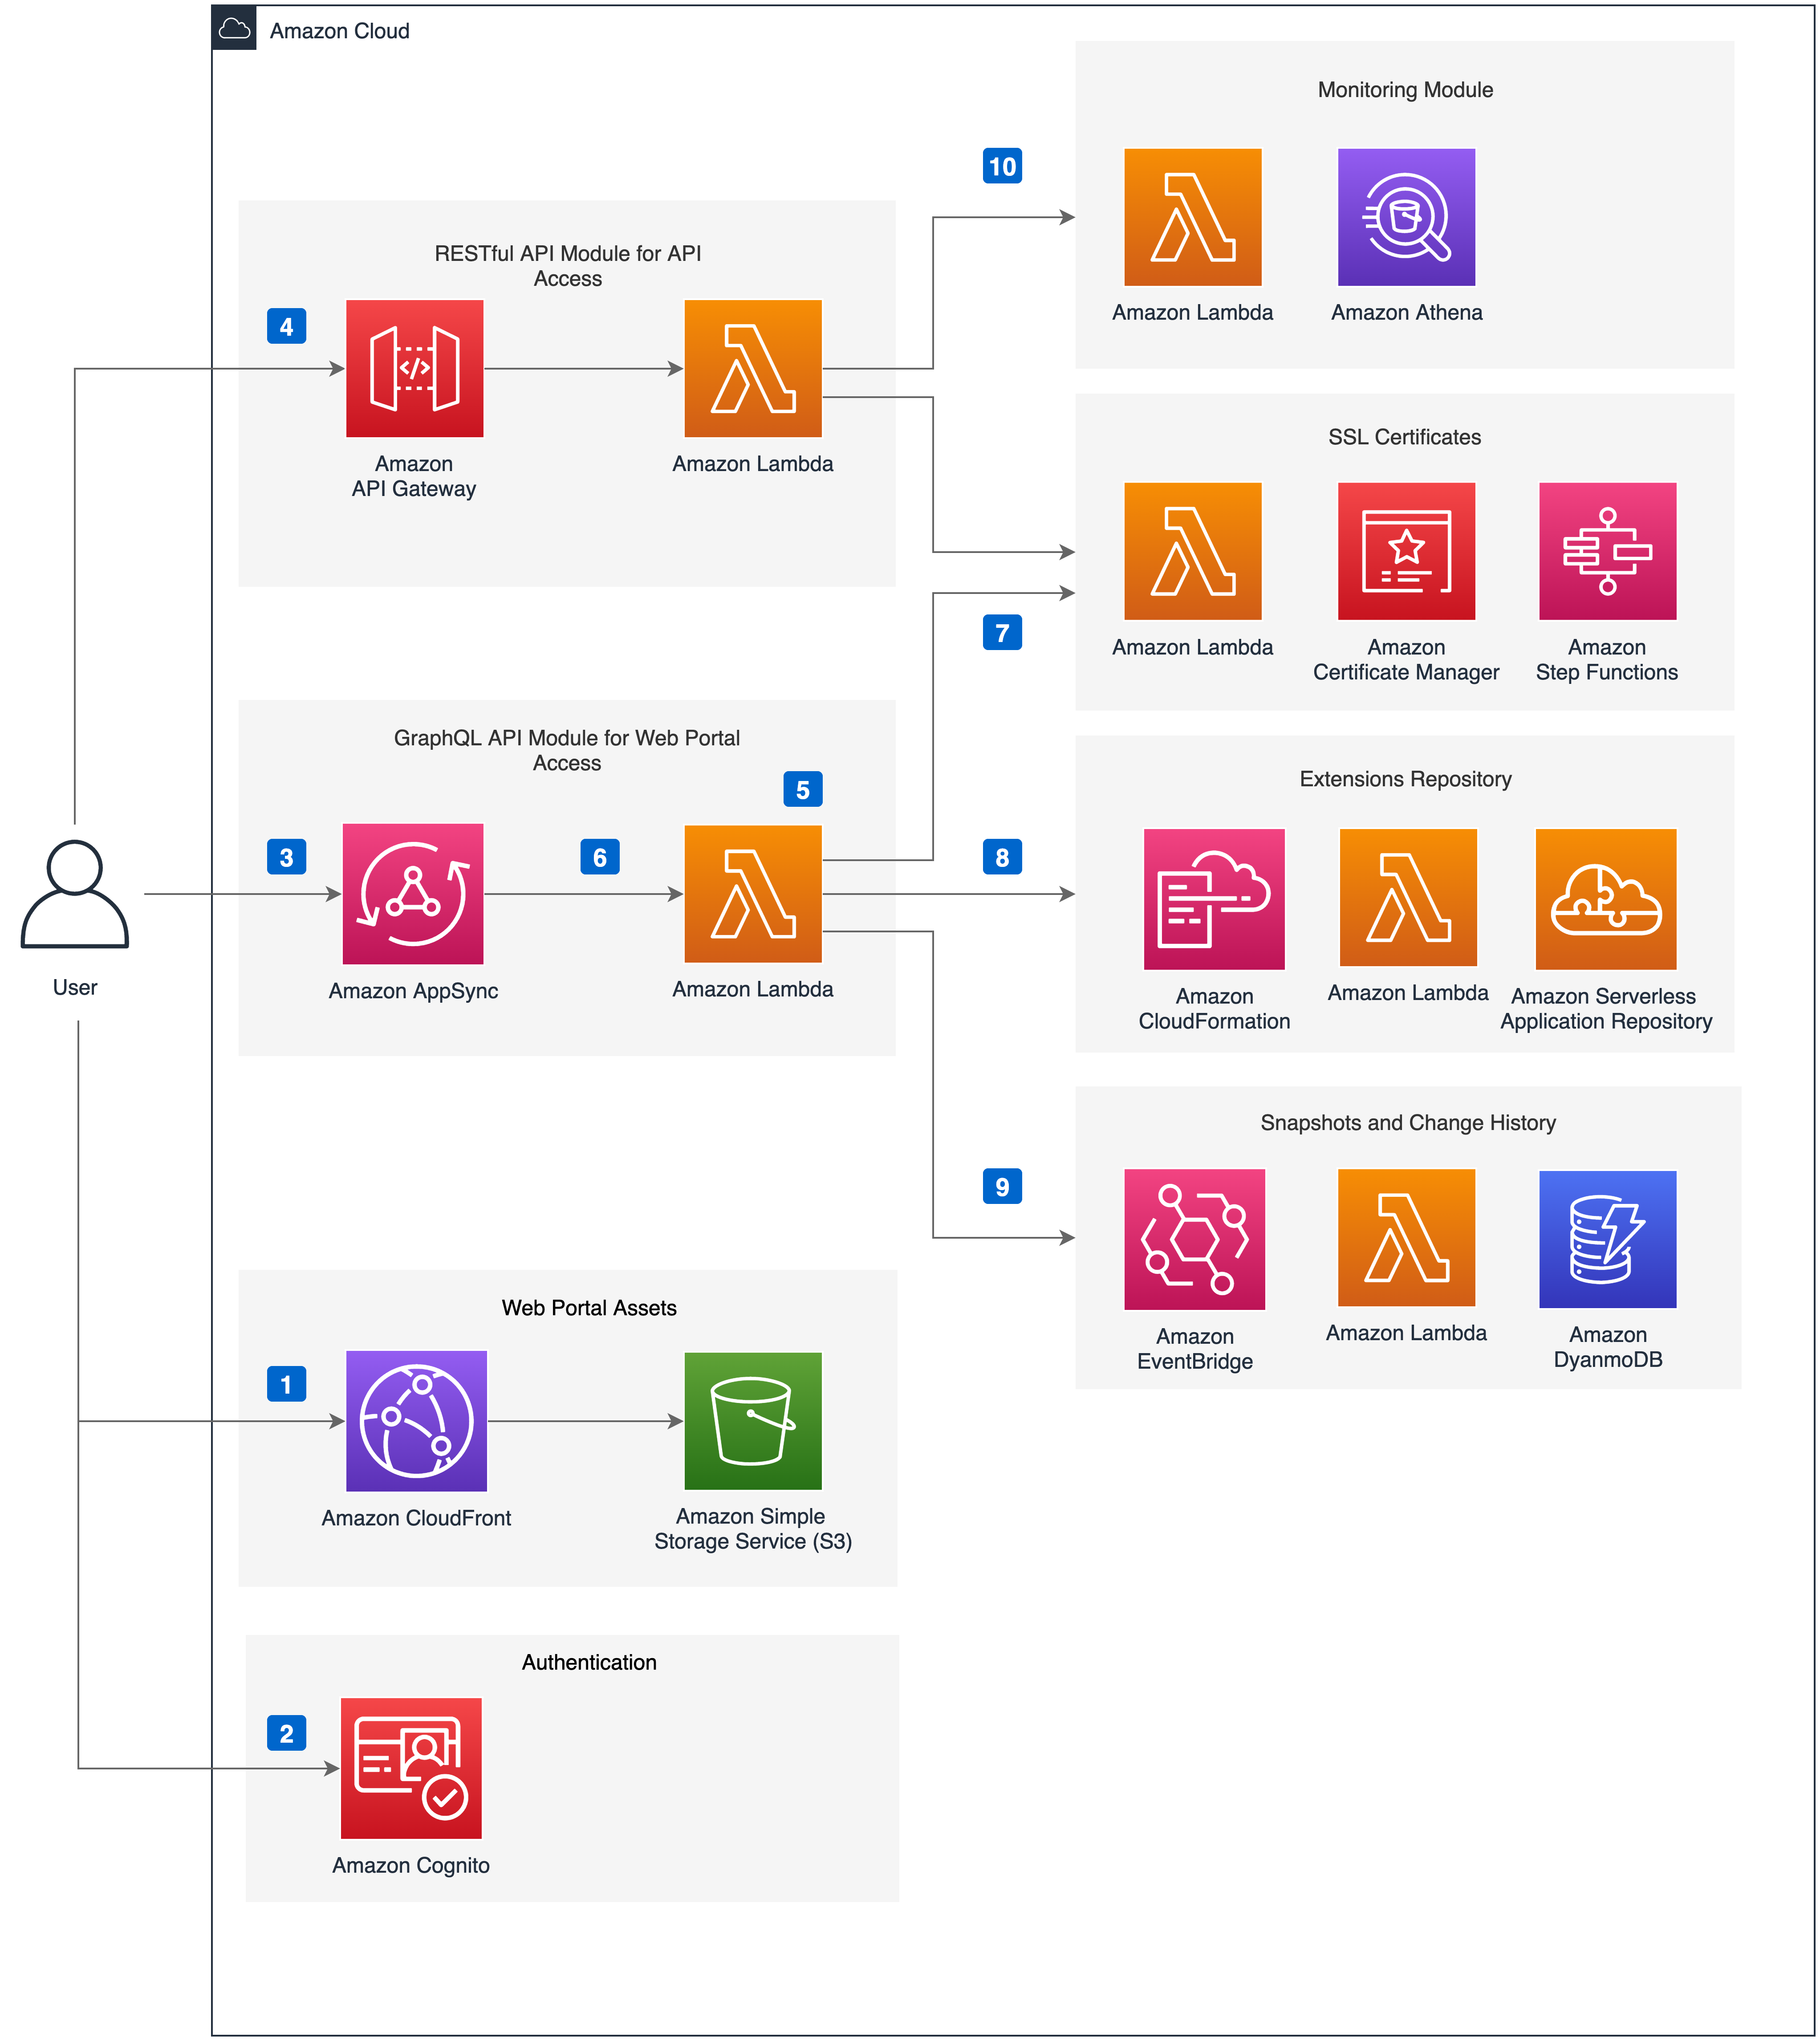 Amazon Cloud
Monitoring Module
10
Amazon Lambda
Amazon Athena
RESTful API Module for API
Access
4
Amazon
API Gateway
Amazon Lambda
SSL Certificates
7
Amazon Lambda
Amazon
Certificate Manager
Amazon
Step Functions
GraphQL API Module for Web Portal
Access
5
3
6
Amazon AppSync
Amazon Lambda
User
Extensions Repository
8
Amazon
CloudFormation
Amazon Lambda
Amazon Serverless
Application Repository
Snapshots and Change History
9
Amazon
EventBridge
Amazon Lambda
Amazon
DyanmoDB
Web Portal Assets
1
Amazon CloudFront
Amazon Simple
Storage Service (S3)
Authentication
2
Amazon Cognito